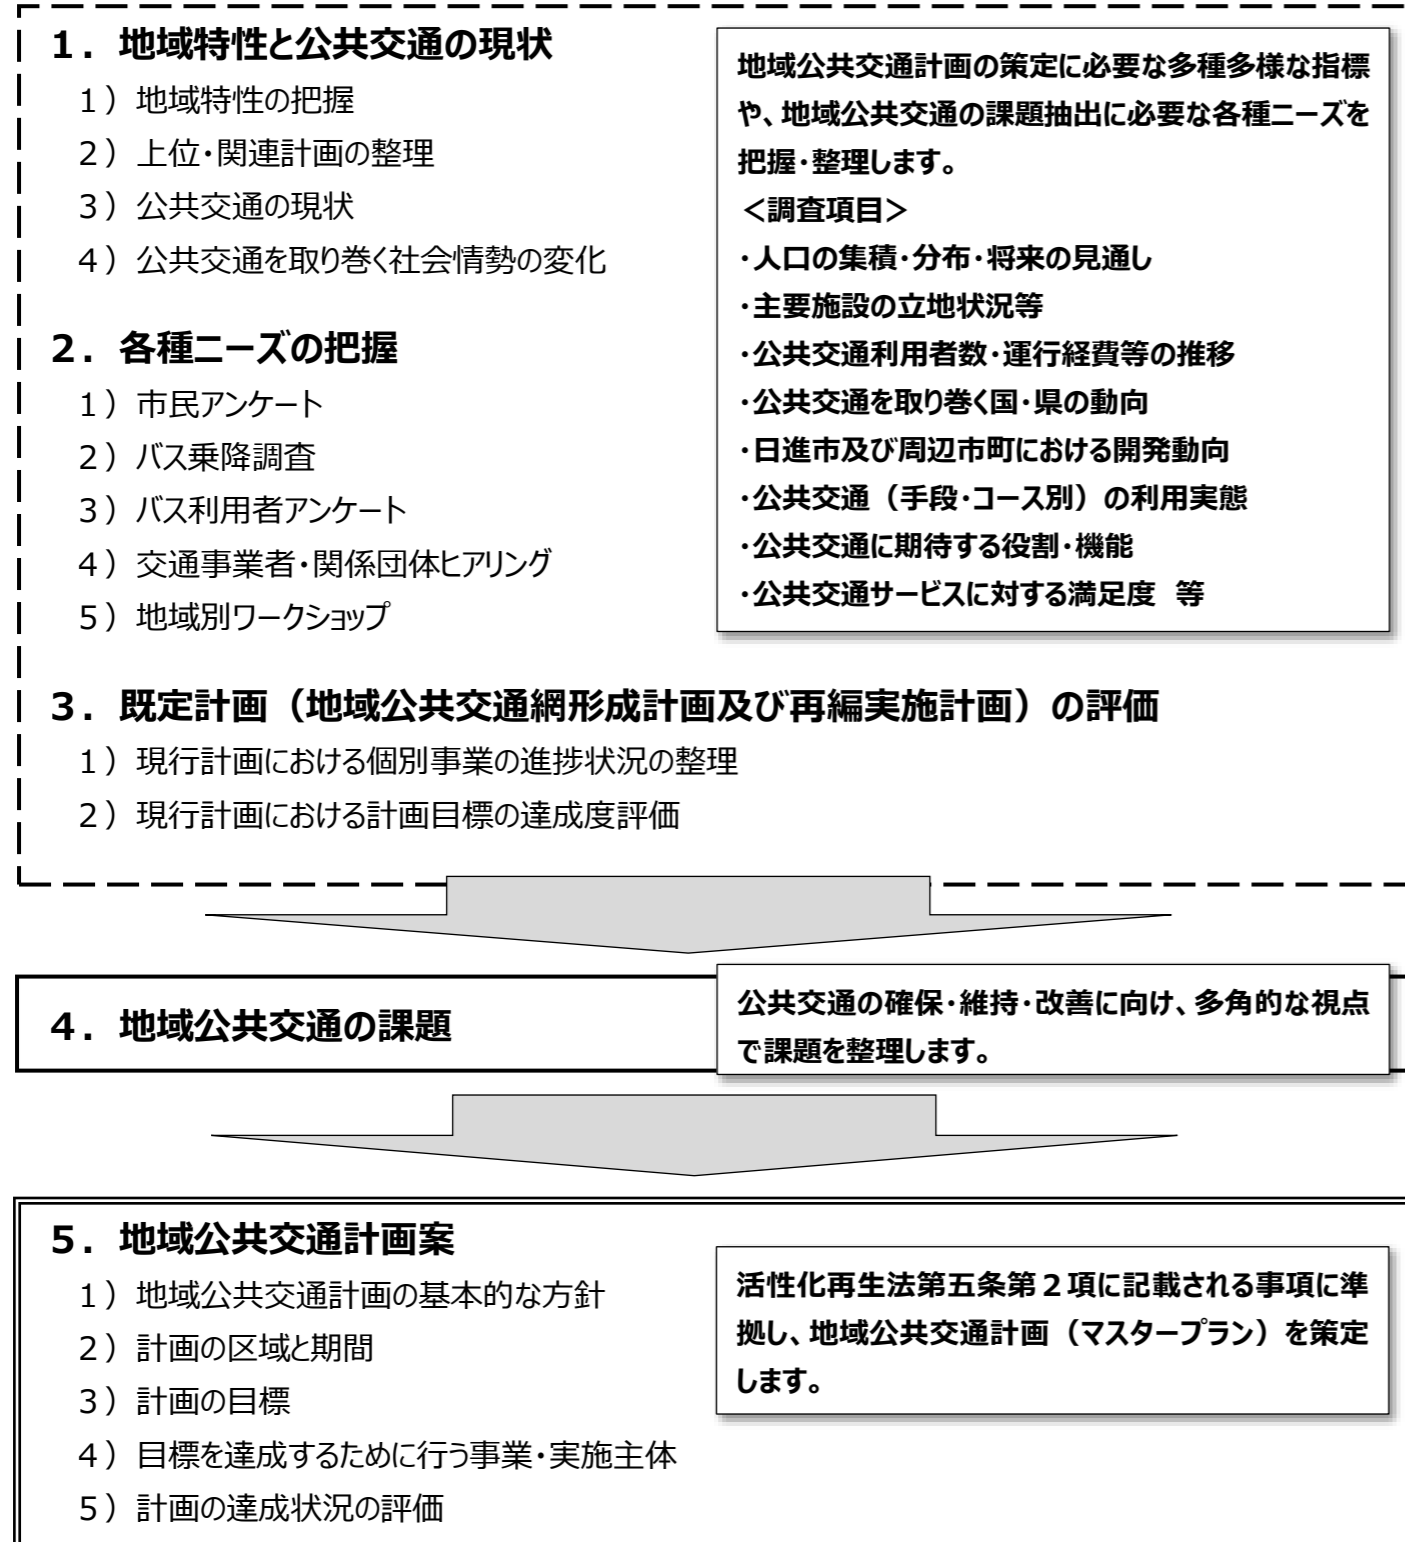 １．地域特性と公共交通の現状
１）地域特性の把握
２）上位・関連計画の整理
３）公共交通の現状
４）公共交通を取り巻く社会情勢の変化
２．各種ニーズの把握
１）市民アンケート
２）バス乗降調査
３）バス利用者アンケート
４）交通事業者・関係団体ヒアリング
５）地域別ワークショップ
地域公共交通計画の策定に必要な多種多様な指標
や、地域公共交通の課題抽出に必要な各種ニーズを
把握・整理します。
＜調査項目＞
・人口の集積・分布・将来の見通し
・主要施設の立地状況等
・公共交通利用者数・運行経費等の推移
・公共交通を取り巻く国・県の動向
・日進市及び周辺市町における開発動向
・公共交通（手段・コース別）の利用実態
・公共交通に期待する役割・機能
・公共交通サービスに対する満足度　等
３．既定計画（地域公共交通網形成計画及び再編実施計画）の評価
１）現行計画における個別事業の進捗状況の整理
２）現行計画における計画目標の達成度評価
４．地域公共交通の課題
公共交通の確保・維持・改善に向け、多角的な視点
で課題を整理します。
５．地域公共交通計画案
１）地域公共交通計画の基本的な方針
２）計画の区域と期間
３）計画の目標
４）目標を達成するために行う事業・実施主体
５）計画の達成状況の評価
活性化再生法第五条第２項に記載される事項に準
拠し、地域公共交通計画（マスタープラン）を策定
します。